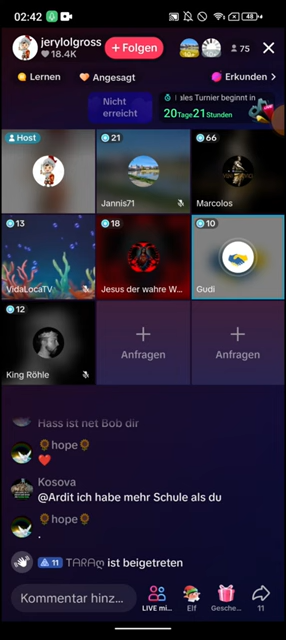 02:42
48
jerylolgross
18.4K
+ Folgen
75
Lernen
Angesagt
Erkunden >
Nicht erreicht
ales Turnier beginnt in
20Tage21Stunden
Host
21
Jannis71
66
Marcolos
13
VidaLocaTV
18
Jesus der wahre W...
10
Gudi
12
King Röhle
Anfragen
Anfragen
Hass ist net Bob dir
🌻hope🌻
❤️
Kosova
@Ardit ich habe mehr Schule als du
🌻hope🌻
.
11 TARAღ ist beigetreten
Kommentar hinz...
LIVE mi...
Elf
Gesche...
11